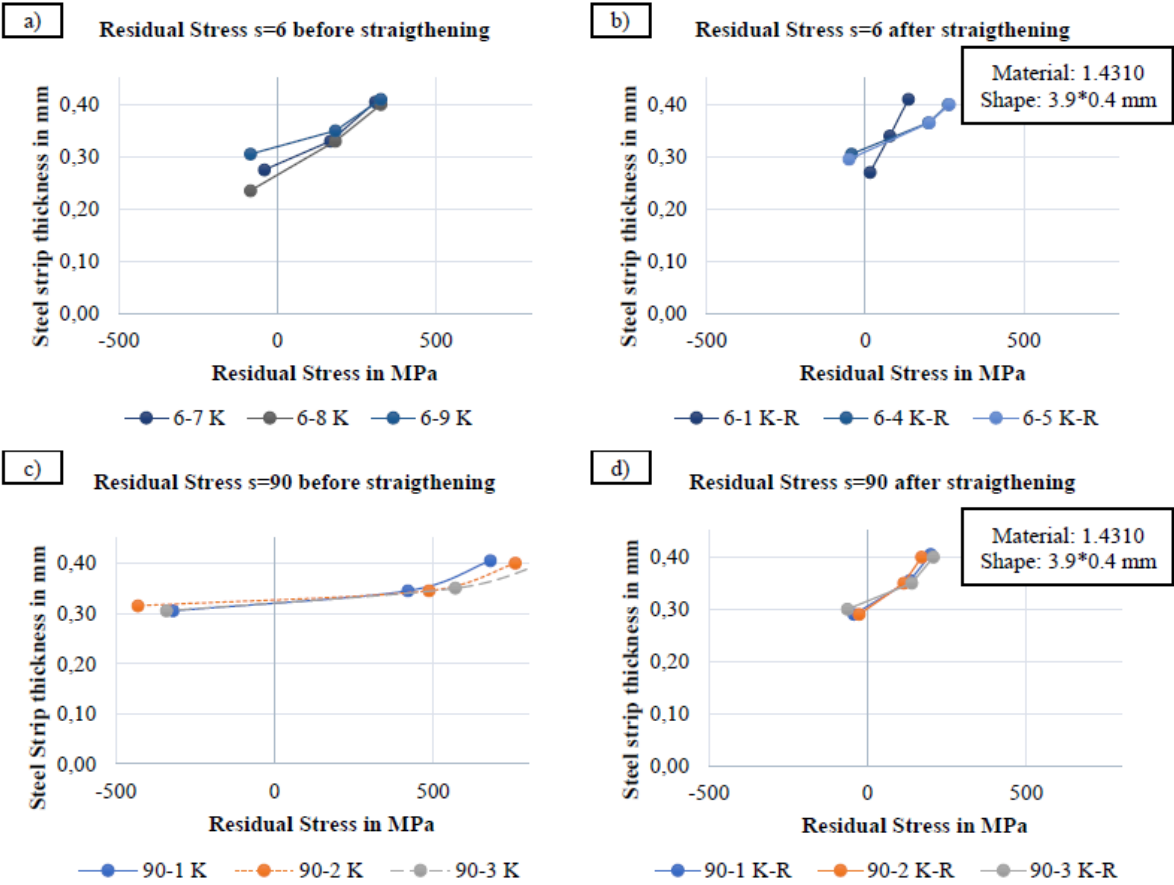 a)
Residual Stress s=6 before straigthening
Steel strip thickness in mm
0,40
0,30
0,20
0,10
0,00
-500
0
500
Residual Stress in MPa
6-7 K
6-8 K
6-9 K
b)
Residual Stress s=6 after straigthening
Material: 1.4310
Shape: 3.9*0.4 mm
Steel strip thickness in mm
0,40
0,30
0,20
0,10
0,00
-500
0
500
Residual Stress in MPa
6-1 K-R
6-4 K-R
6-5 K-R
c)
Residual Stress s=90 before straigthening
Steel Strip thickness in mm
0,40
0,30
0,20
0,10
0,00
-500
0
500
Residual Stress in MPa
90-1 K
90-2 K
90-3 K
d)
Residual Stress s=90 after straigthening
Material: 1.4310
Shape: 3.9*0.4 mm
Steel strip thickness in mm
0,40
0,30
0,20
0,10
0,00
-500
0
500
Residual Stress in MPa
90-1 K-R
90-2 K-R
90-3 K-R